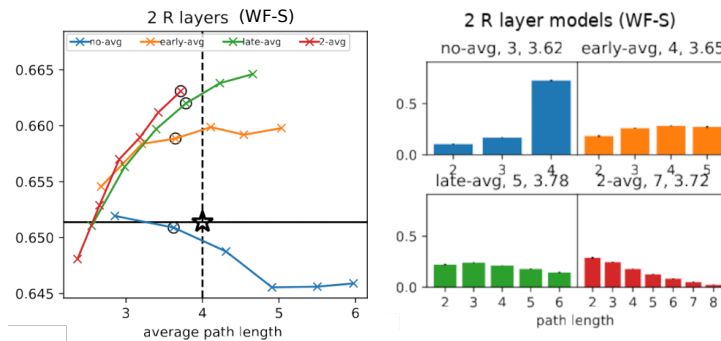 2 R layers (WF-S)
no-avg early-avg late-avg 2-avg
0.665
0.660
0.655
0.650
0.645
3 4 5 6
average path length
2 R layer models (WF-S)
no-avg, 3, 3.62 early-avg, 4, 3.65
0.5
0.0
2 3 4 2 3 4 5
late-avg, 5, 3.78 2-avg, 7, 3.72
0.5
0.0
2 3 4 5 6 2 3 4 5 6 7 8
path length